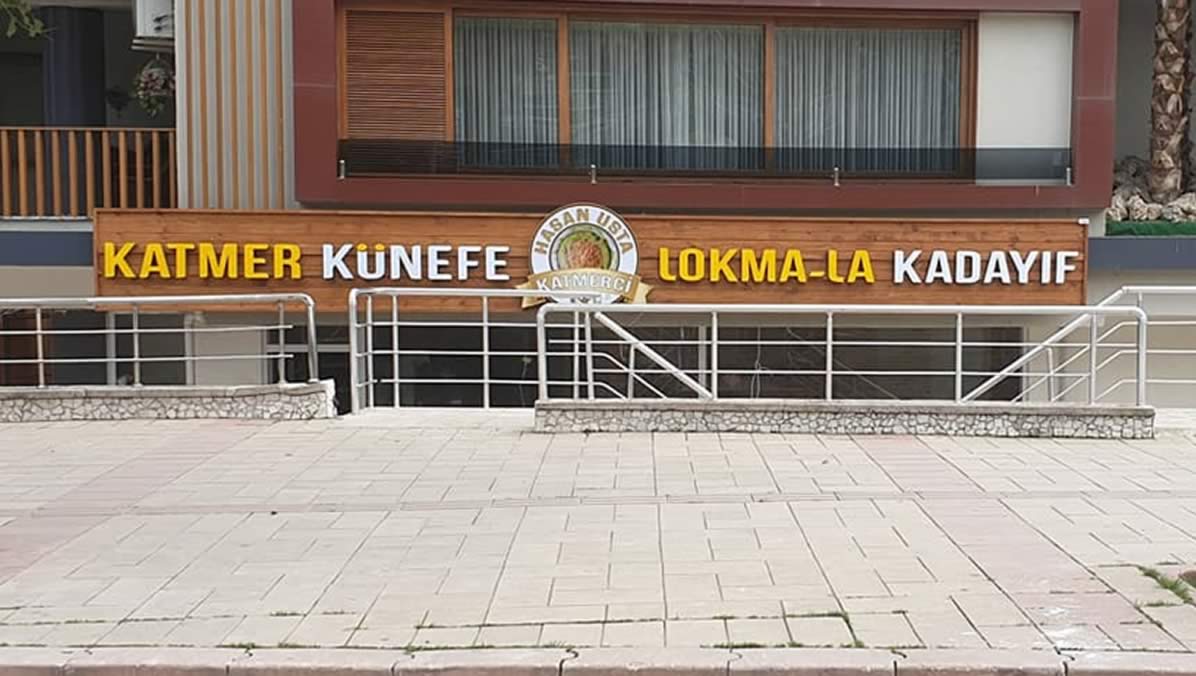 KATMER KÜNEFE
HASAN USTA
KATMERCİ
LOKMA-LA KADAYIF